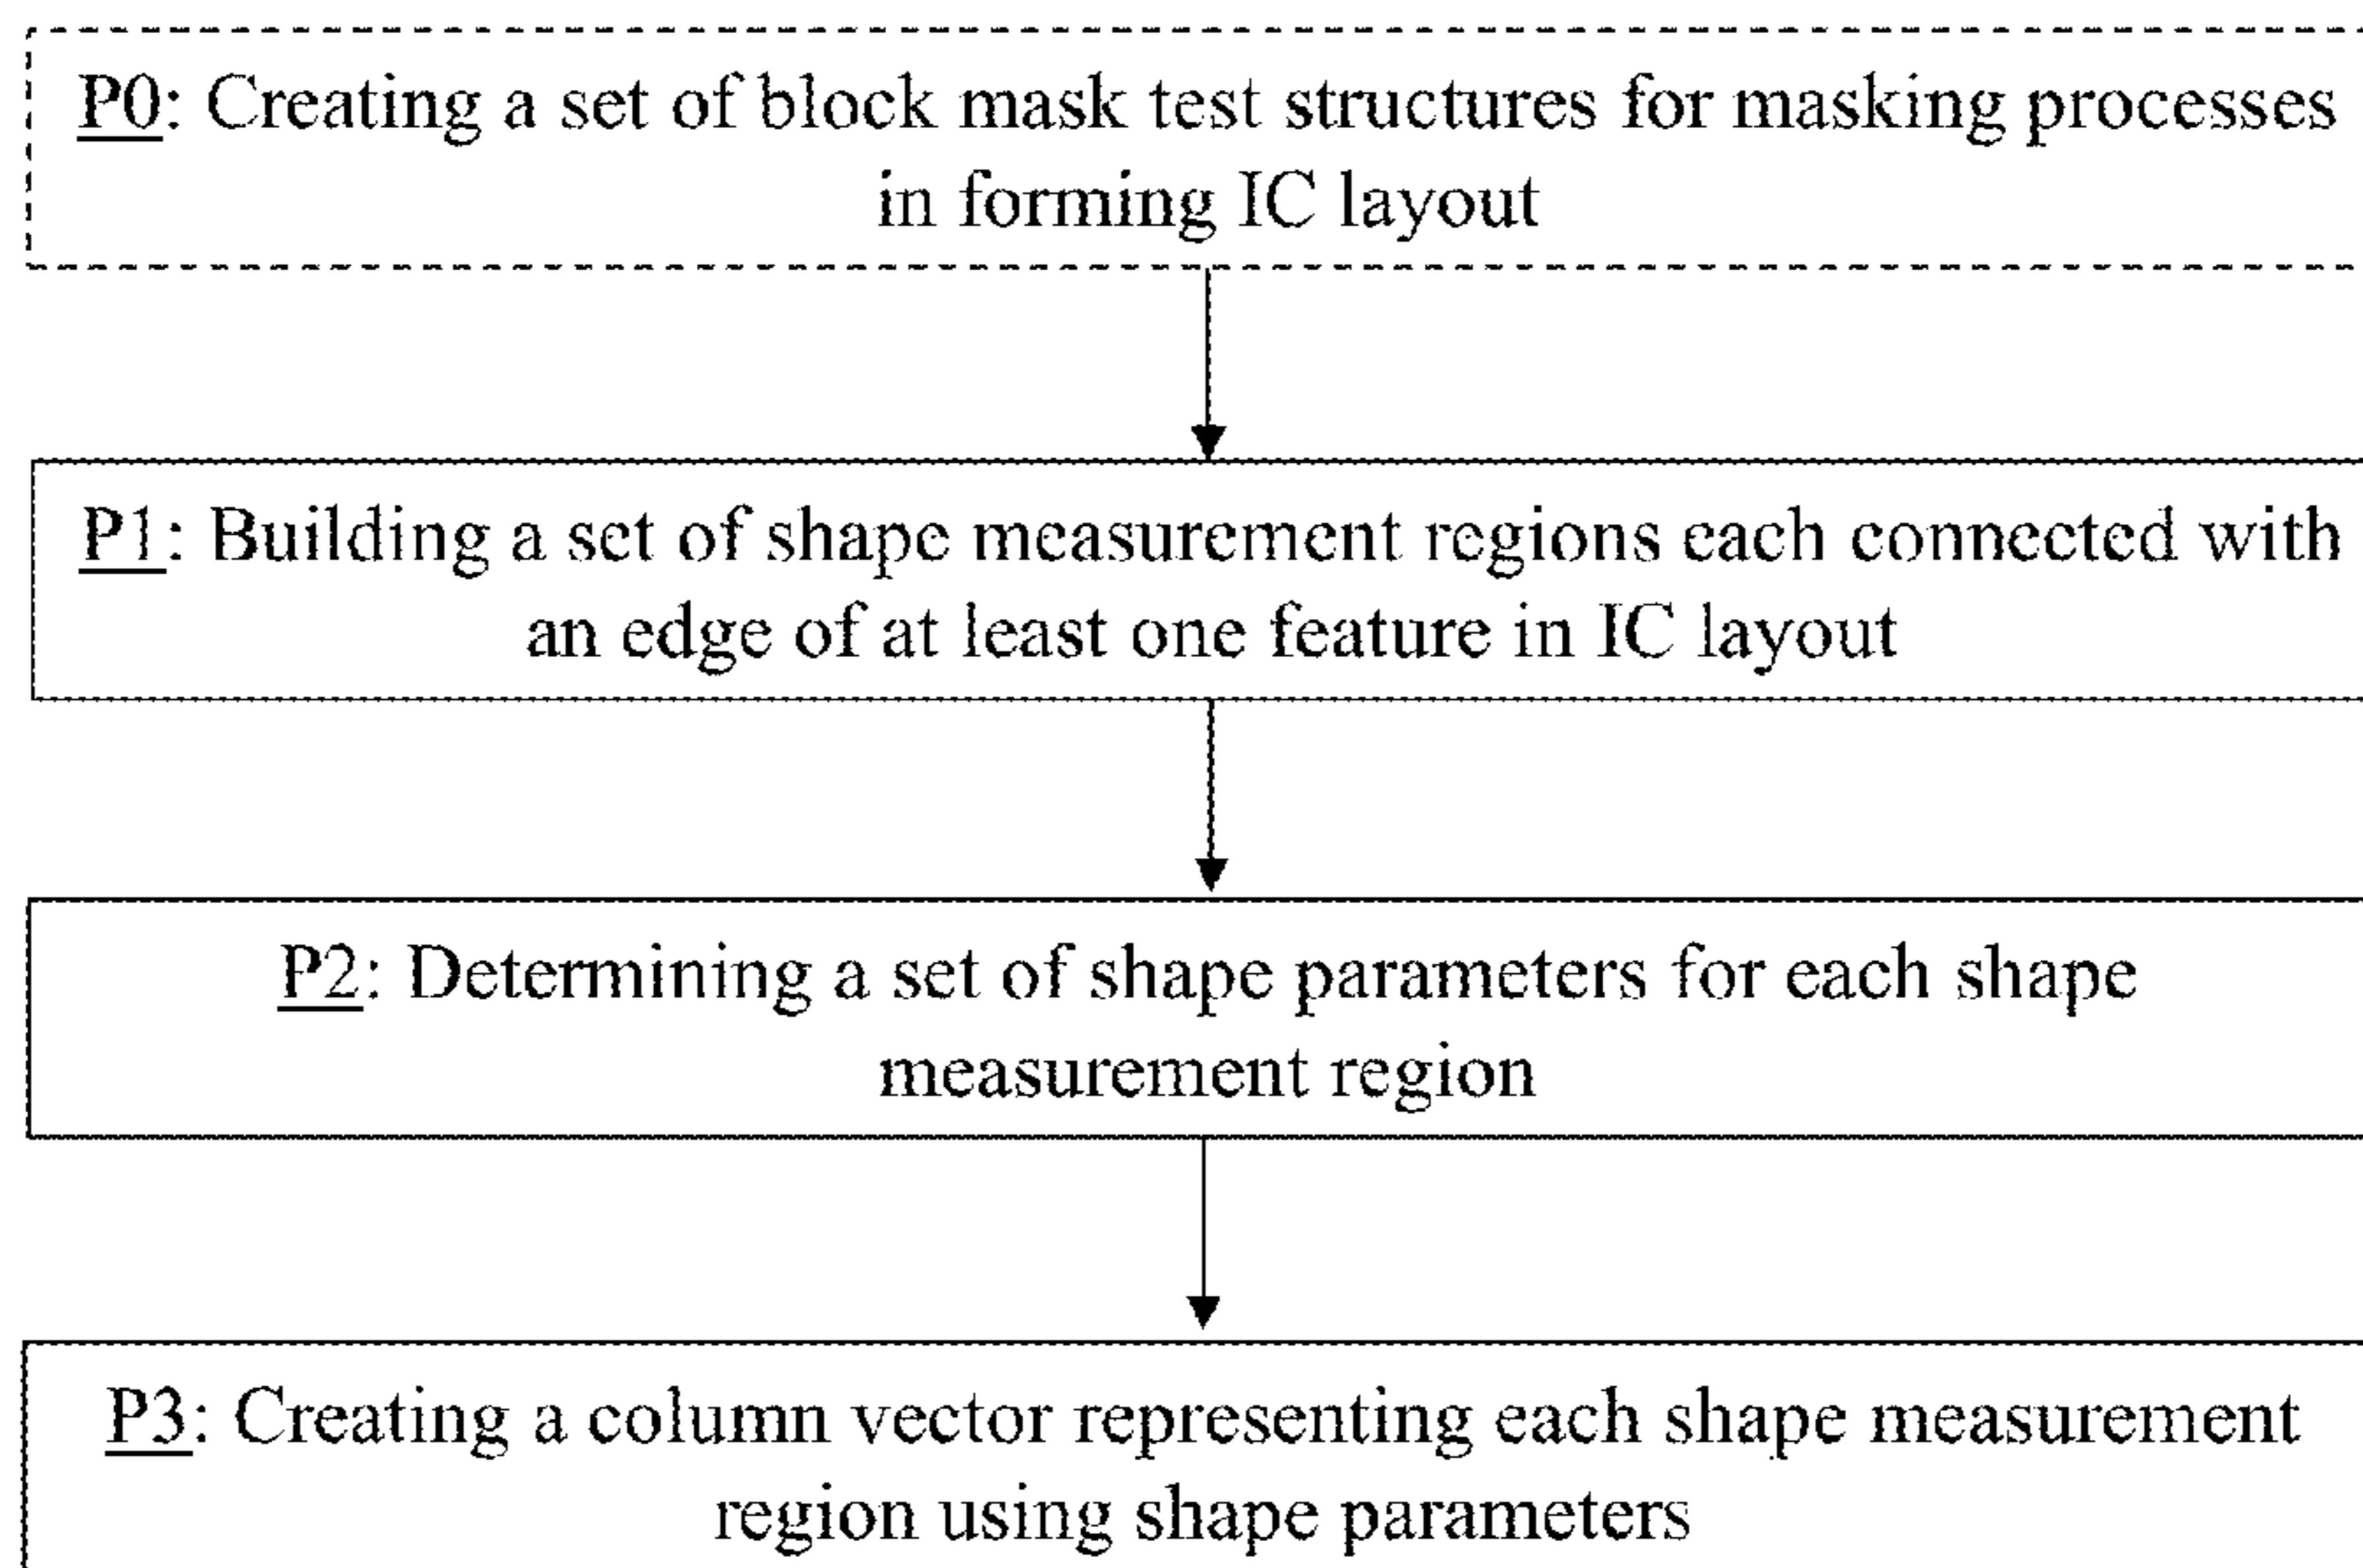 P0: Creating a set of block mask test structures for masking processes
in forming IC layout
P1: Building a set of shape measurement regions each connected with
an edge of at least one feature in IC layout
P2: Determining a set of shape parameters for each shape
measurement region
P3: Creating a column vector representing each shape measurement
region using shape parameters